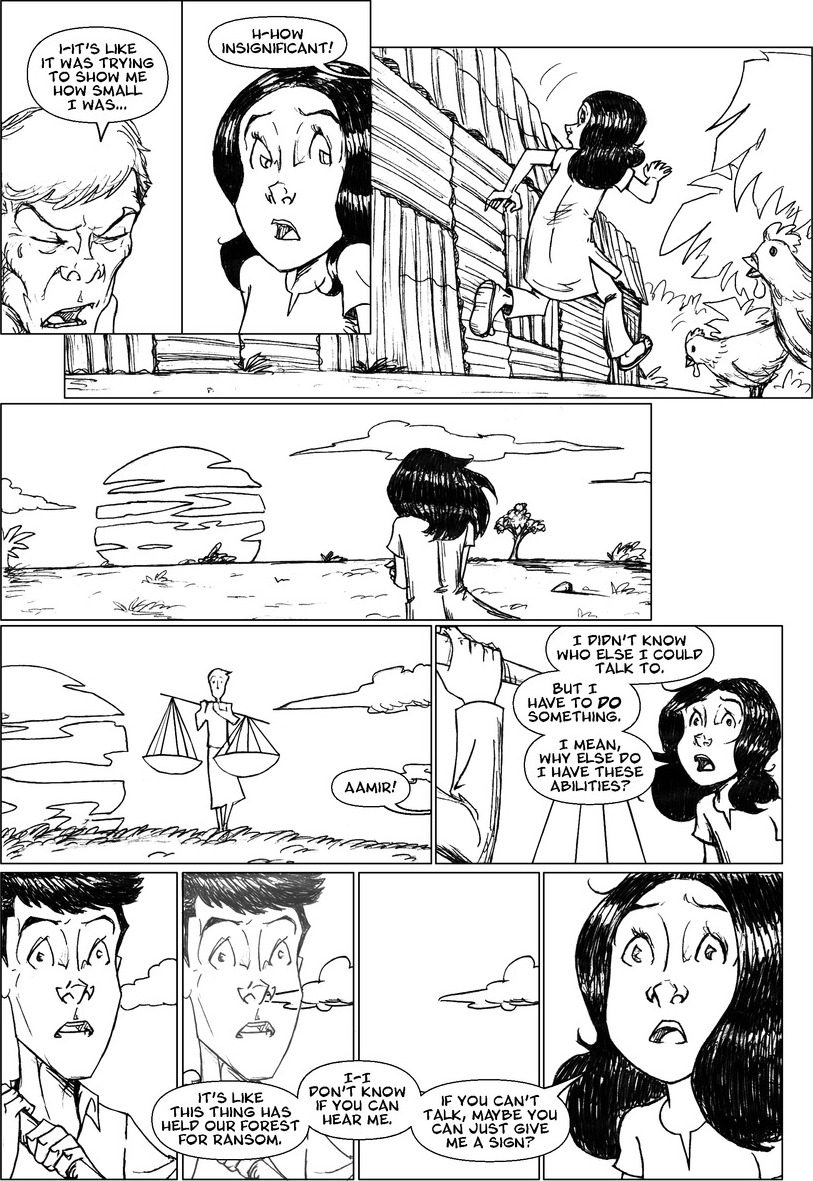 I-IT'S LIKE
IT WAS TRYING
TO SHOW ME
HOW SMALL
I WAS...
H-HOW
INSIGNIFICANT!
AAMIR!
I DIDN'T KNOW
WHO ELSE I COULD
TALK TO.
BUT I
HAVE TO DO
SOMETHING.
I MEAN,
WHY ELSE DO
I HAVE THESE
ABILITIES?
IT'S LIKE
THIS THING HAS
HELD OUR FOREST
FOR RANSOM.
I-I
DON'T KNOW
IF YOU CAN
HEAR ME.
IF YOU CAN'T
TALK, MAYBE YOU
CAN JUST GIVE
ME A SIGN?